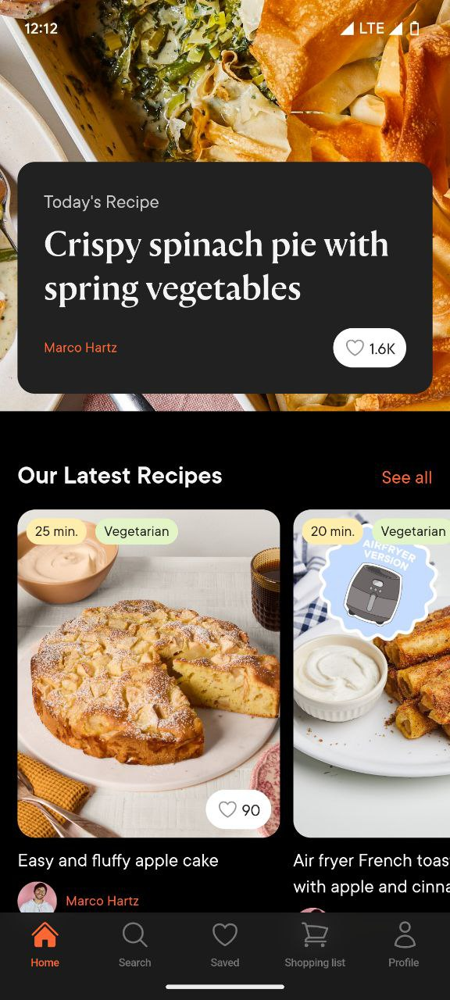 12:12
LTE
Today's Recipe
Crispy spinach pie with
spring vegetables
Marco Hartz
1.6K
Our Latest Recipes
See all
25 min.
Vegetarian
20 min.
Vegetarian
AIRFRYER
VERSION
90
Easy and fluffy apple cake
Marco Hartz
Air fryer French toas
with apple and cinna
Home
Search
Saved
Shopping list
Profile